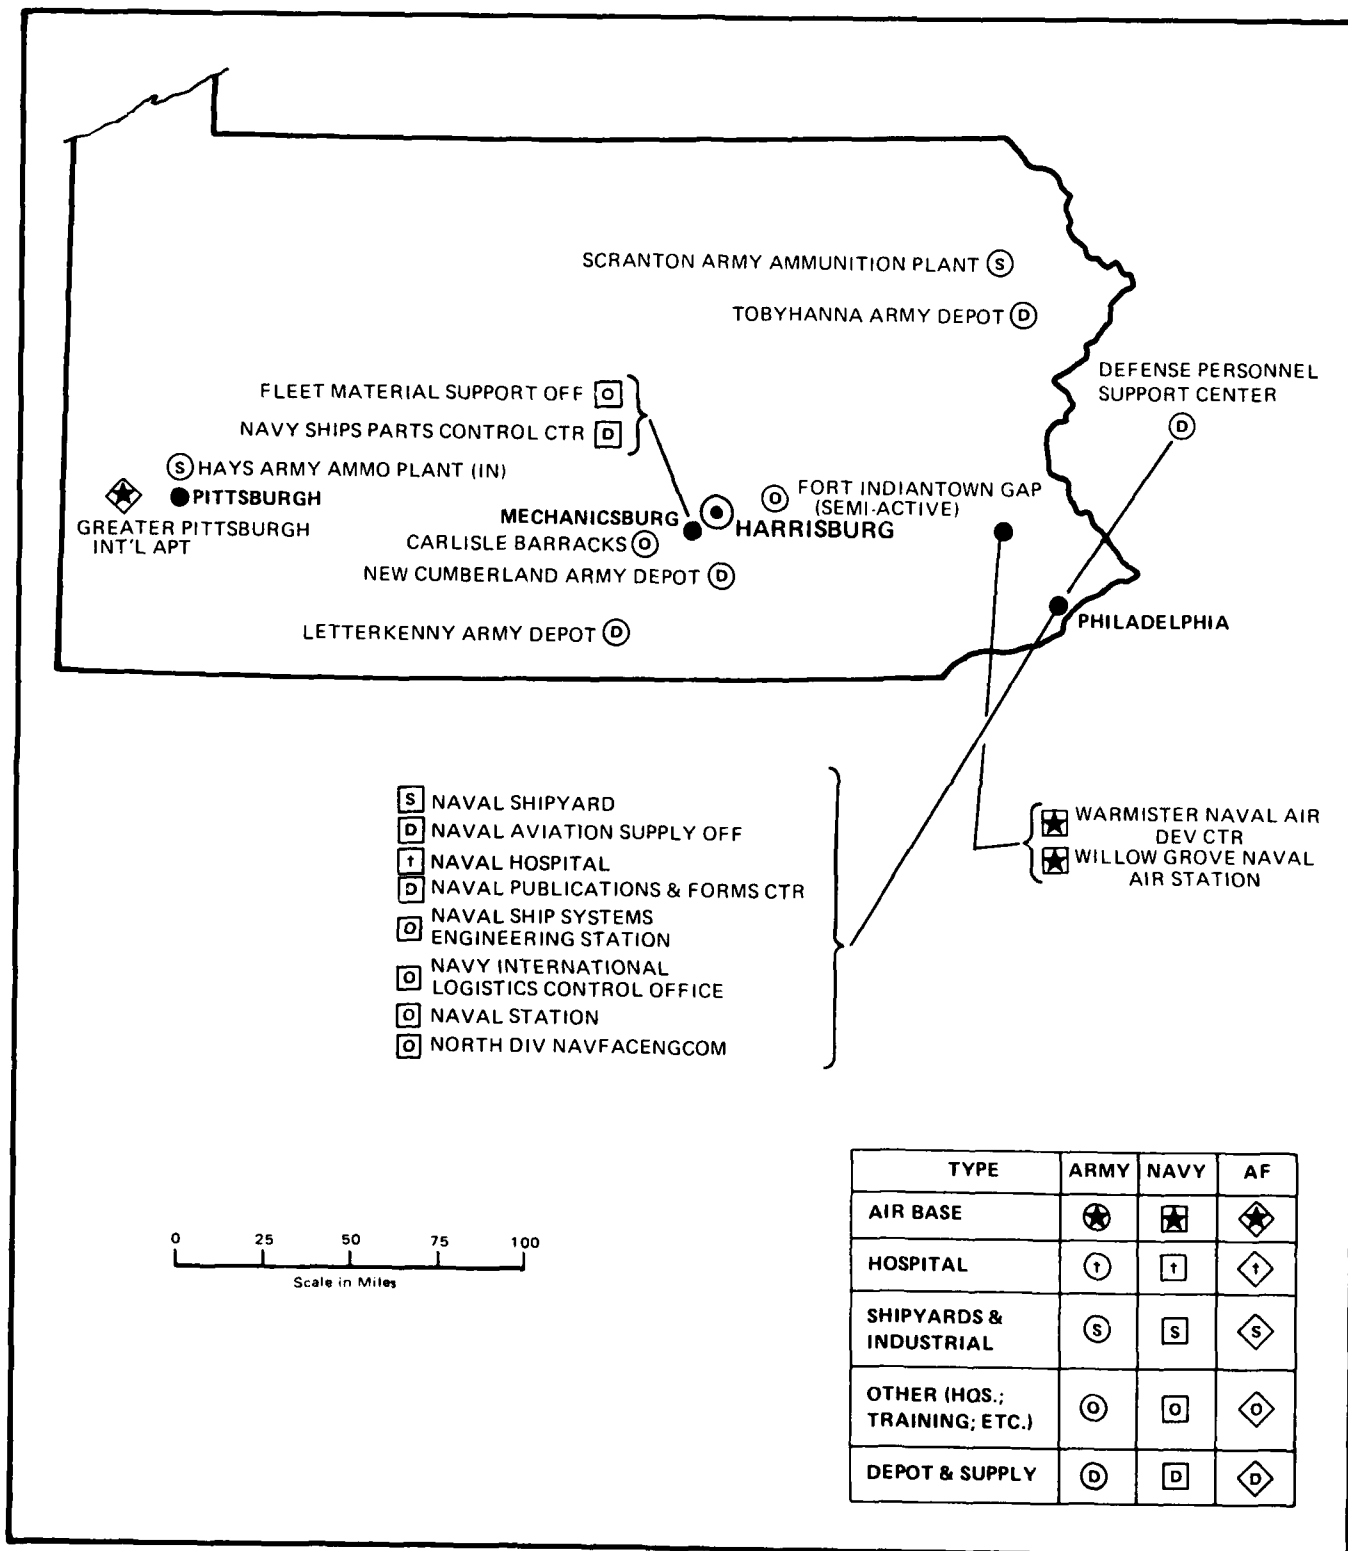 SCRANTON ARMY AMMUNITION PLANT S
TOBYHANNA ARMY DEPOT D
DEFENSE PERSONNEL
SUPPORT CENTER
D
FLEET MATERIAL SUPPORT OFF O
NAVY SHIPS PARTS CONTROL CTR D
S HAYS ARMY AMMO PLANT (IN)
PITTSBURGH
GREATER PITTSBURGH
INT'L APT
O FORT INDIANTOWN GAP
(SEMI-ACTIVE)
MECHANICSBURG
HARRISBURG
CARLISLE BARRACKS O
NEW CUMBERLAND ARMY DEPOT D
LETTERKENNY ARMY DEPOT D
PHILADELPHIA
S NAVAL SHIPYARD
D NAVAL AVIATION SUPPLY OFF
† NAVAL HOSPITAL
D NAVAL PUBLICATIONS & FORMS CTR
O NAVAL SHIP SYSTEMS
ENGINEERING STATION
O NAVY INTERNATIONAL
LOGISTICS CONTROL OFFICE
O NAVAL STATION
O NORTH DIV NAVFACENGCOM
WARMISTER NAVAL AIR
DEV CTR
WILLOW GROVE NAVAL
AIR STATION
0 25 50 75 100
Scale in Miles
TYPE ARMY NAVY AF
AIR BASE ★ ★ ★
HOSPITAL † † †
SHIPYARDS &
INDUSTRIAL S S S
OTHER (HQS.;
TRAINING; ETC.) O O O
DEPOT & SUPPLY D D D